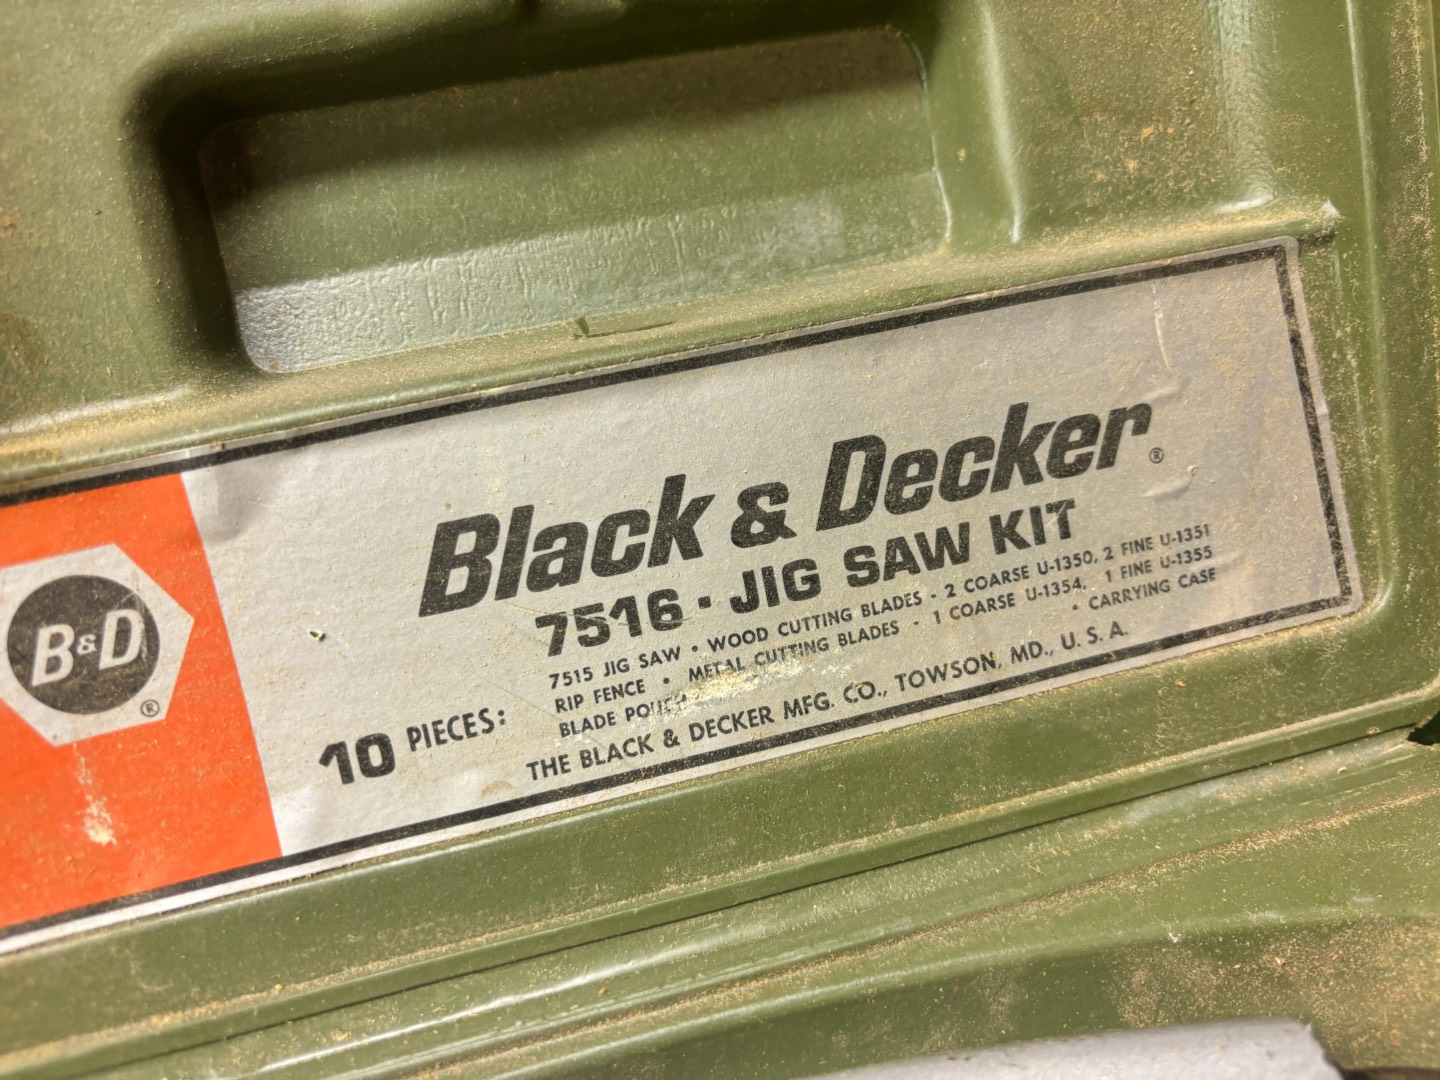 B&D
®
Black & Decker®
7516 · JIG SAW KIT
10 PIECES:
7515 JIG SAW · WOOD CUTTING BLADES - 2 COARSE U-1350, 2 FINE U-1351
RIP FENCE · METAL CUTTING BLADES - 1 COARSE U-1354, 1 FINE U-1355
BLADE POUCH · CARRYING CASE
THE BLACK & DECKER MFG. CO., TOWSON, MD., U. S. A.